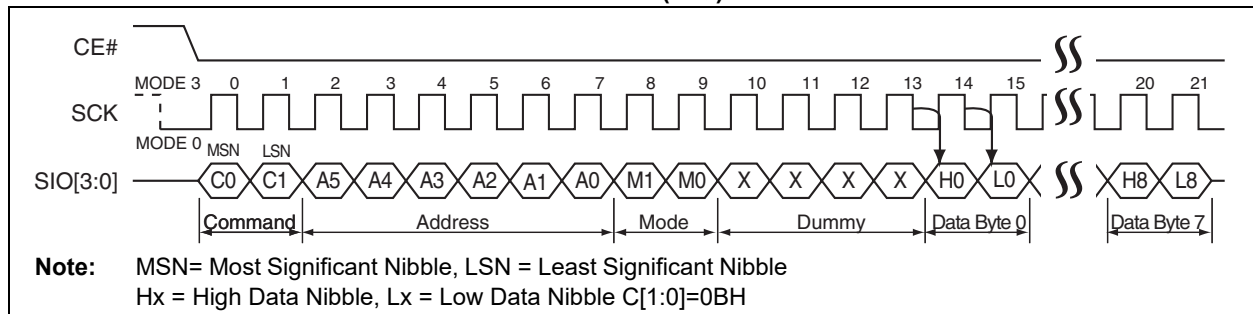 CE#
MODE 3 0 1 2 3 4 5 6 7 8 9 10 11 12 13 14 15 20 21
SCK
MODE 0 MSN LSN
SIO[3:0] C0 C1 A5 A4 A3 A2 A1 A0 M1 M0 X X X X H0 L0 H8 L8
Command Address Mode Dummy Data Byte 0 Data Byte 7
Note: MSN= Most Significant Nibble, LSN = Least Significant Nibble
Hx = High Data Nibble, Lx = Low Data Nibble C[1:0]=0BH